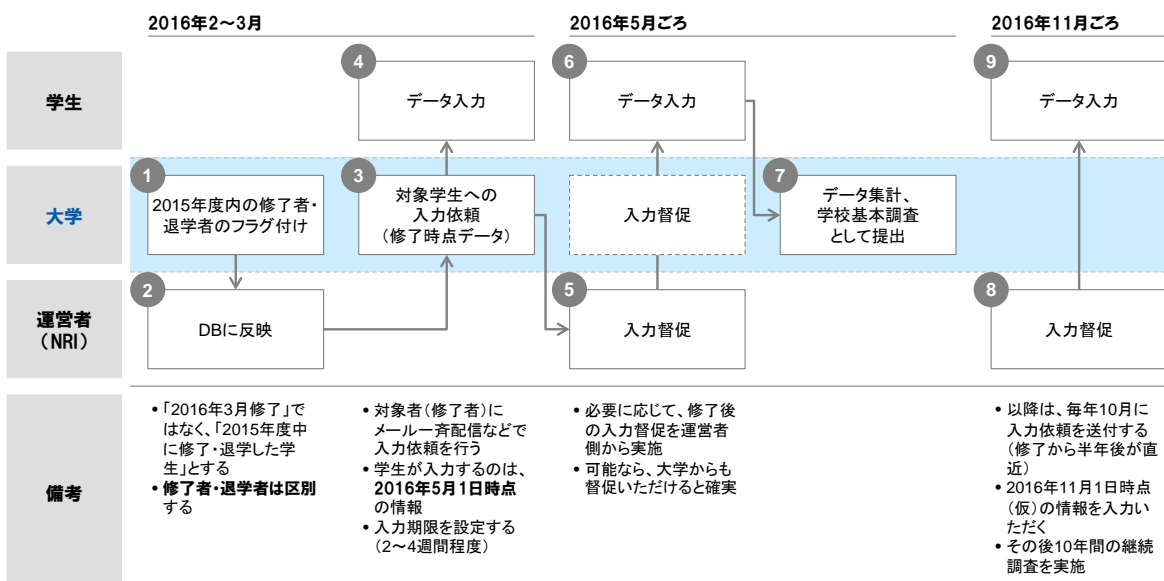 2016年2～3月
2016年5月ごろ
2016年11月ごろ
学生
4
データ入力
6
データ入力
9
データ入力
大学
1
2015年度内の修了者・
退学者のフラグ付け
3
対象学生への
入力依頼
（修了時点データ）
入力督促
7
データ集計、
学校基本調査
として提出
運営者
（NRI）
2
DBに反映
5
入力督促
8
入力督促
備考
•「2016年3月修了」で
はなく、「2015年度中
に修了・退学した学
生」とする
•修了者・退学者は区別
する
•対象者（修了者）に
メール一斉配信などで
入力依頼を行う
•学生が入力するのは、
2016年5月1日時点
の情報
•入力期限を設定する
（2～4週間程度）
•必要に応じて、修了後
の入力督促を運営者
側から実施
•可能なら、大学からも
督促いただけると確実
•以降は、毎年10月に
入力依頼を送付する
（修了から半年後が直
近）
•2016年11月1日時点
（仮）の情報を入力い
ただく
•その後10年間の継続
調査を実施